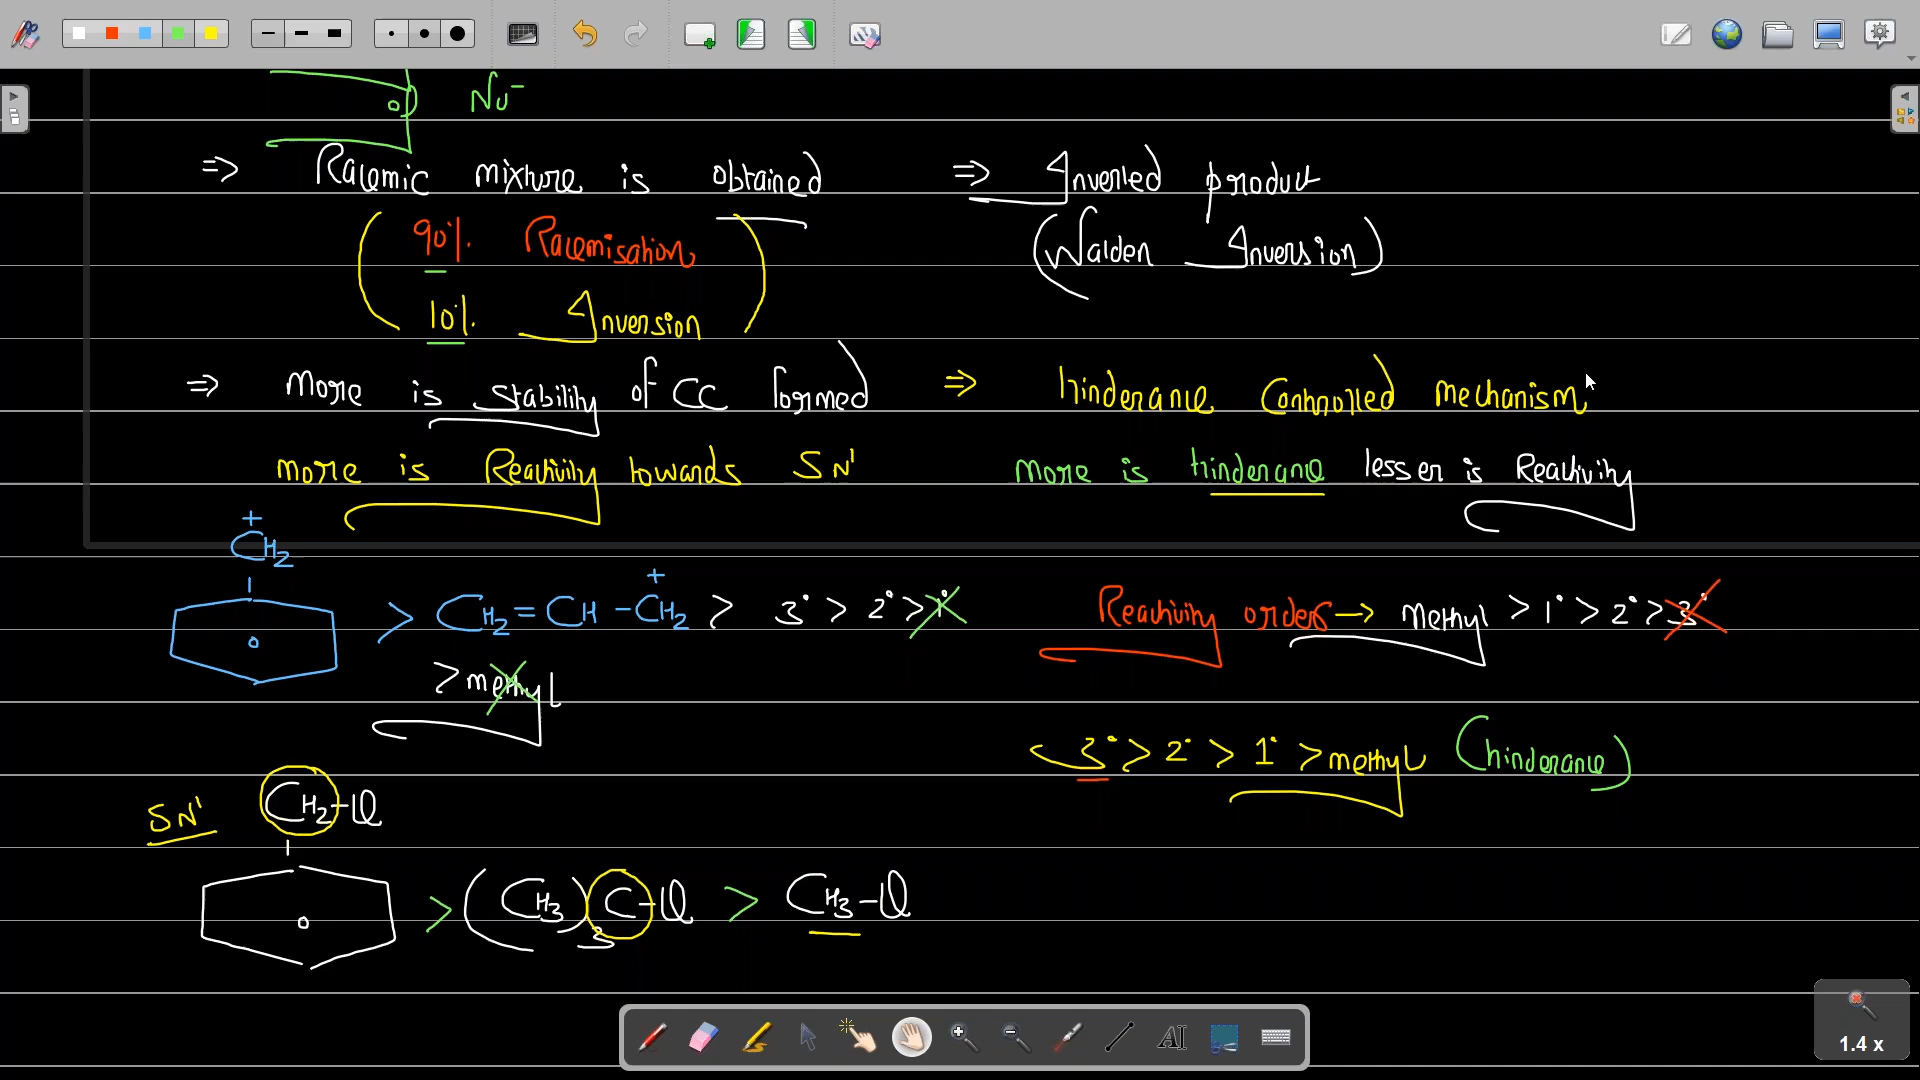 Nu⁻
⇒ Racemic mixture is obtained
(90% Racemisation
10% Inversion)
⇒ More is stability of CC formed
more is Reactivity towards SN¹
⇒ Inverted product
(Walden Inversion)
⇒ hinderance Controlled mechanism
more is hinderance lesser is Reactivity
+
CH₂
> CH₂=CH-CH₂⁺ > 3° > 2° > 1°
> methyl
Reactivity orders → Methyl > 1° > 2° > 3°
3° > 2° > 1° > methyl (hinderance)
SN¹
CH₂-Cl
> (CH₃)₃C-Cl > CH₃-Cl
AI
1.4 x